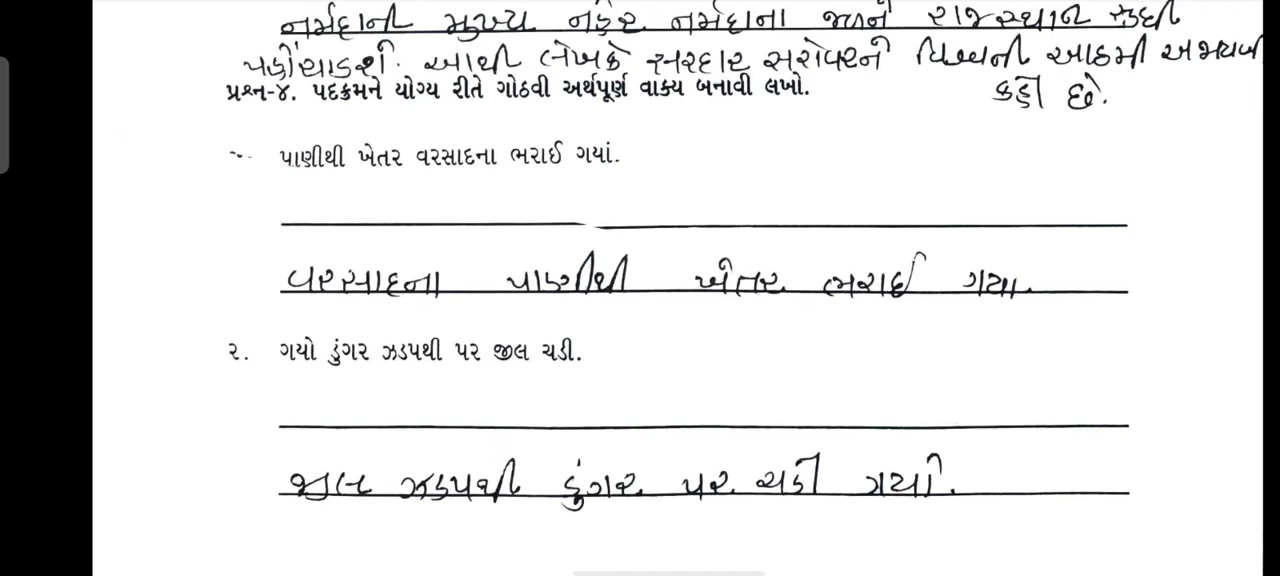 નર્મદાની મુખ્ય નહેર નર્મદાના જળને રાજસ્થાન સુધી
પહોંચાડશે. આથી લેખકે સરદાર સરોવરને વિશ્વની આઠમી અજાયબી
પ્રશ્ન-૪. પદક્રમને યોગ્ય રીતે ગોઠવી અર્થપૂર્ણ વાક્ય બનાવી લખો. કહી છે.
પાણીથી ખેતર વરસાદના ભરાઈ ગયાં.
વરસાદના પાણીથી ખેતર ભરાઈ ગયા.
૨. ગયો ડુંગર ઝડપથી પર જીલ ચડી.
જીલ ઝડપથી ડુંગર પર ચડી ગયો.